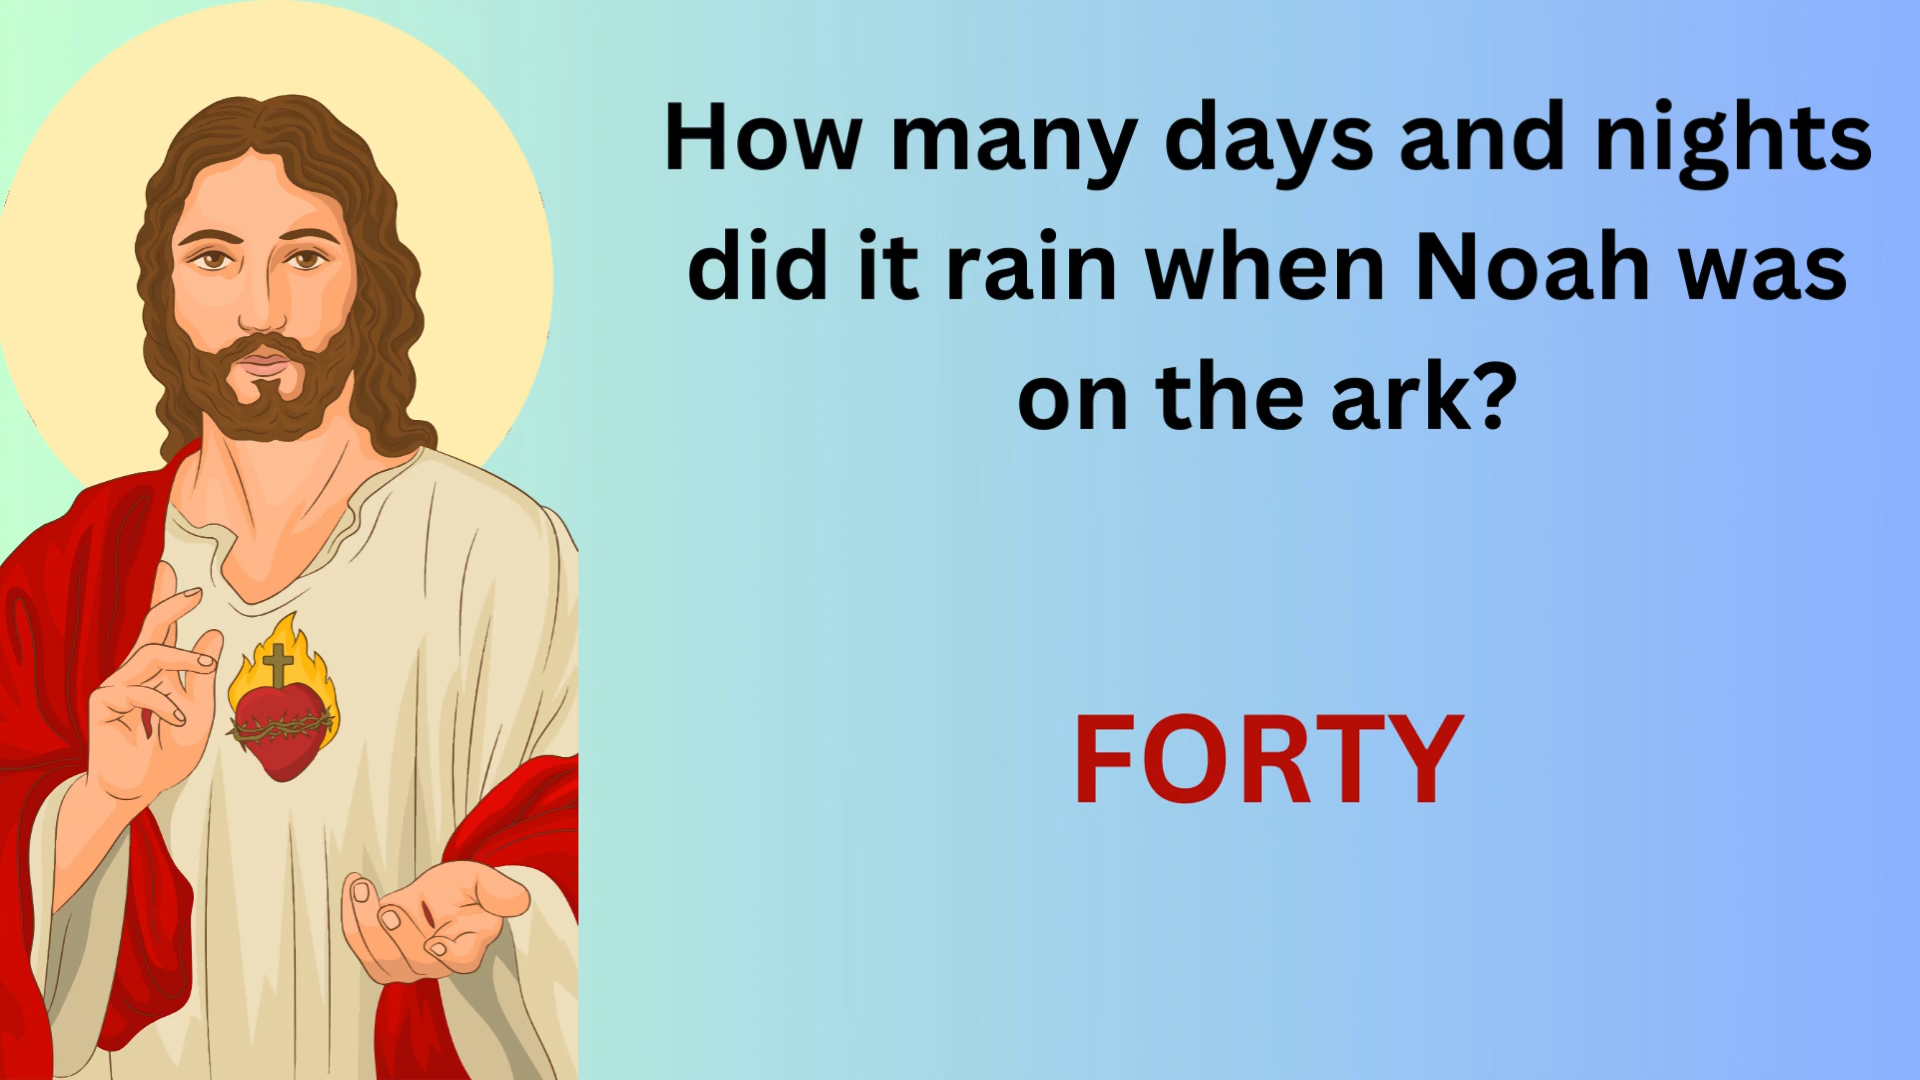 How many days and nights
did it rain when Noah was
on the ark?
FORTY